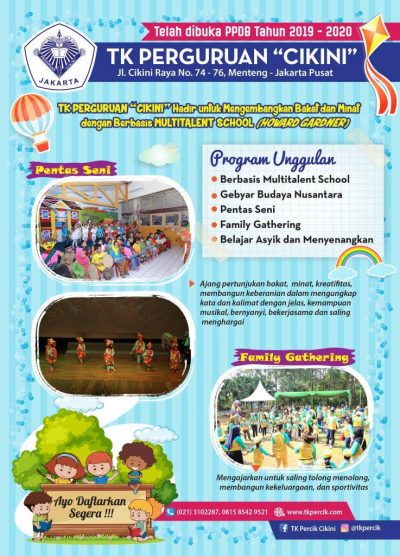 Telah dibuka PPDB Tahun 2019 - 2020
JAKARTA
TK PERGURUAN "CIKINI"
Jl. Cikini Raya No. 74 - 76, Menteng - Jakarta Pusat
TK PERGURUAN "CIKINI" Hadir untuk Mengembangkan Bakat dan Minat
dengan Berbasis MULTITALENT SCHOOL (HOWARD GARDNER)
Pentas Seni
Program Unggulan
• Berbasis Multitalent School
• Gebyar Budaya Nusantara
• Pentas Seni
• Family Gathering
• Belajar Asyik dan Menyenangkan
• Ajang pertunjukan bakat, minat, kreatifitas,
membangun keberanian dalam mengungkap
kata dan kalimat dengan jelas, kemampuan
musikal, bernyanyi, bekerjasama dan saling
menghargai
Family Gathering
Mengajarkan untuk saling tolong menolong,
membangun kekeluargaan, dan sportivitas
Ayo Daftarkan
Segera !!!
(021) 3102287, 0815 8542 9521
www.tkpercik.com
TK Percik Cikini
@tkpercik